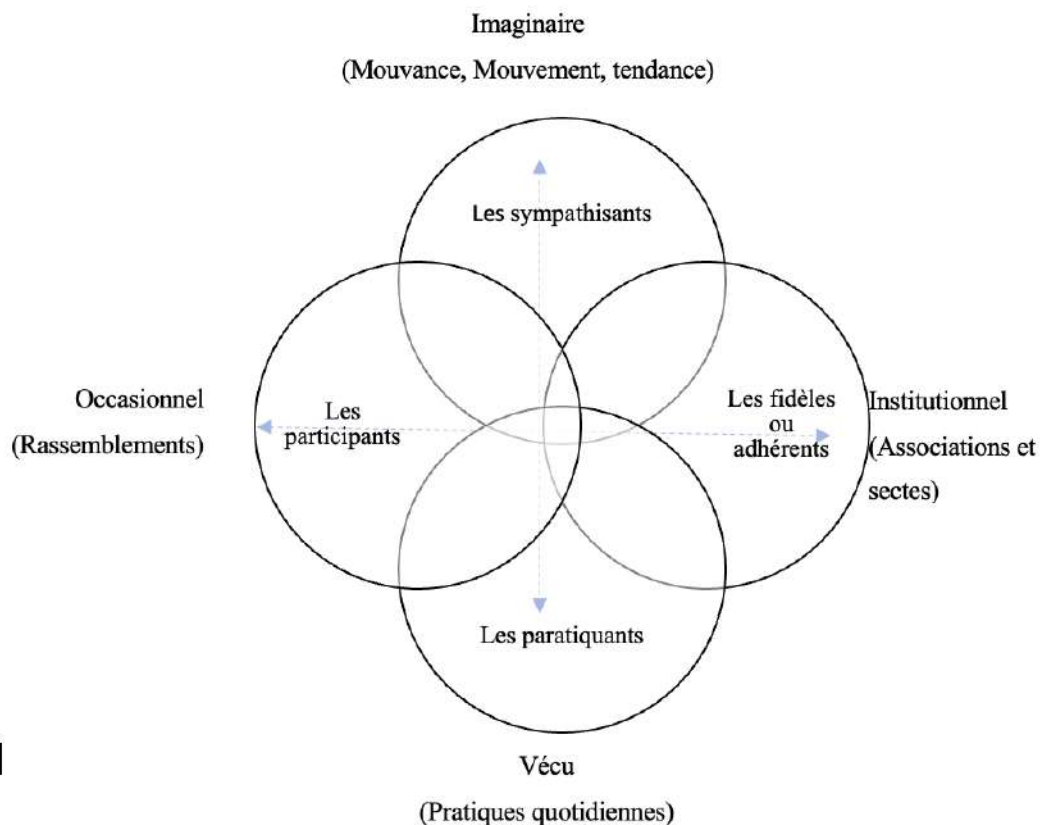 Imaginaire
(Mouvance, Mouvement, tendance)
Les sympathisants
Occasionnel
(Rassemblements)
Les
participants
Les fidèles
ou
adhérents
Institutionnel
(Associations et
sectes)
Les paratiquants
Vécu
(Pratiques quotidiennes)